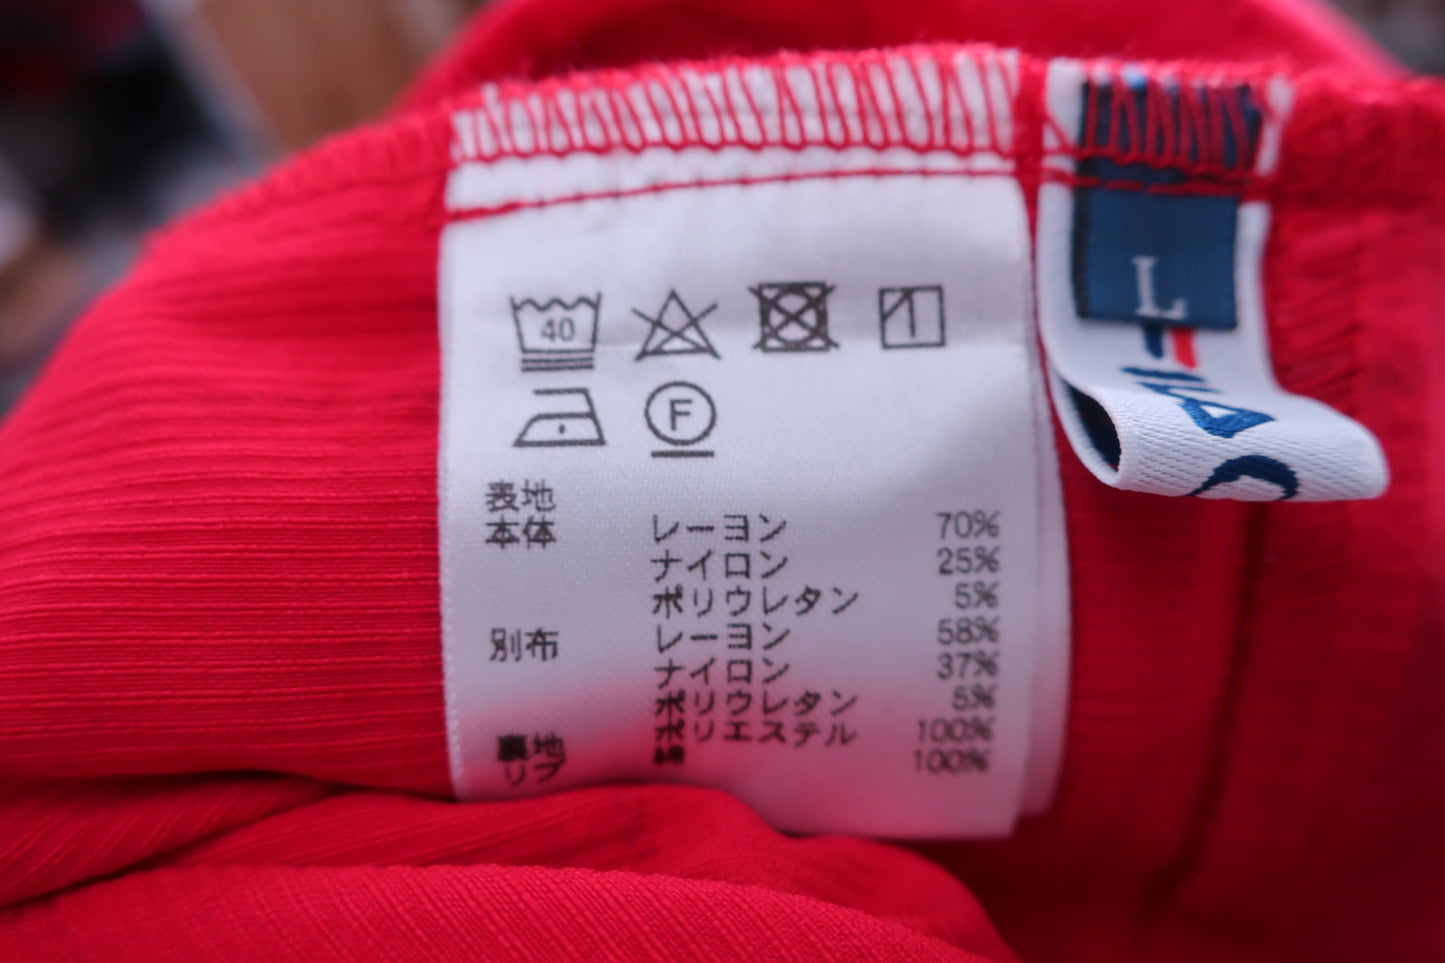 40
F
表地
本体 レーヨン 70%
ナイロン 25%
ポリウレタン 5%
別布 レーヨン 58%
ナイロン 37%
ポリウレタン 5%
裏地 ポリエステル 100%
リブ 綿 100%
L